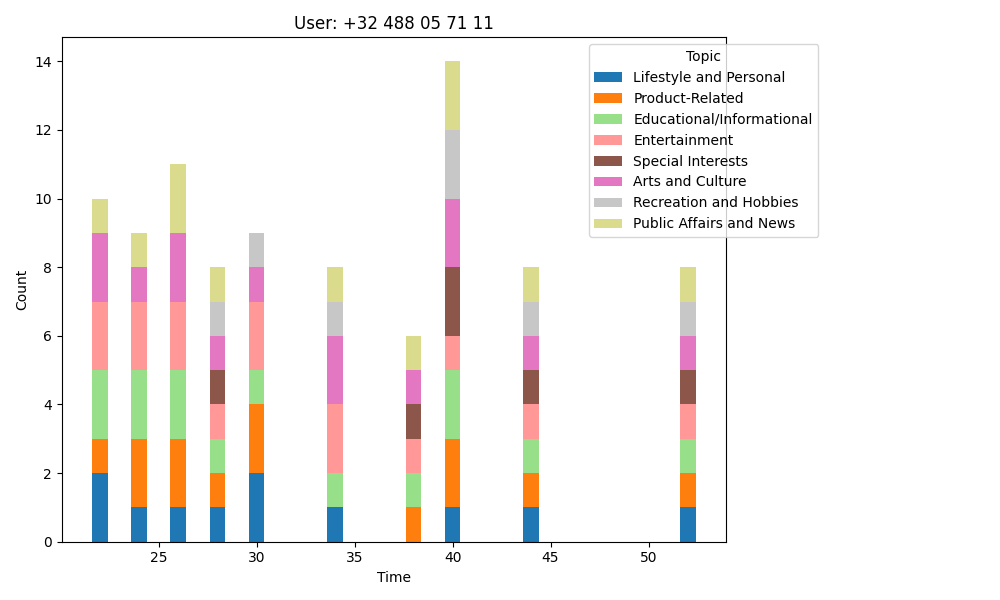 User: +32 488 05 71 11
Topic
Lifestyle and Personal
Product-Related
Educational/Informational
Entertainment
Special Interests
Arts and Culture
Recreation and Hobbies
Public Affairs and News
Count
14
12
10
8
6
4
2
0
25 30 35 40 45 50
Time